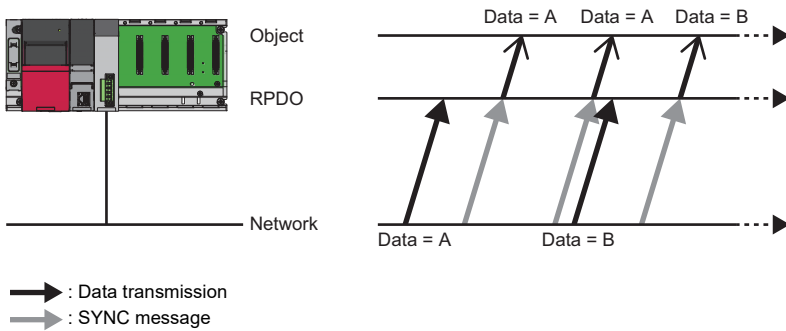 Data = A Data = A Data = B
Object
RPDO
Network
Data = A Data = B
: Data transmission
: SYNC message